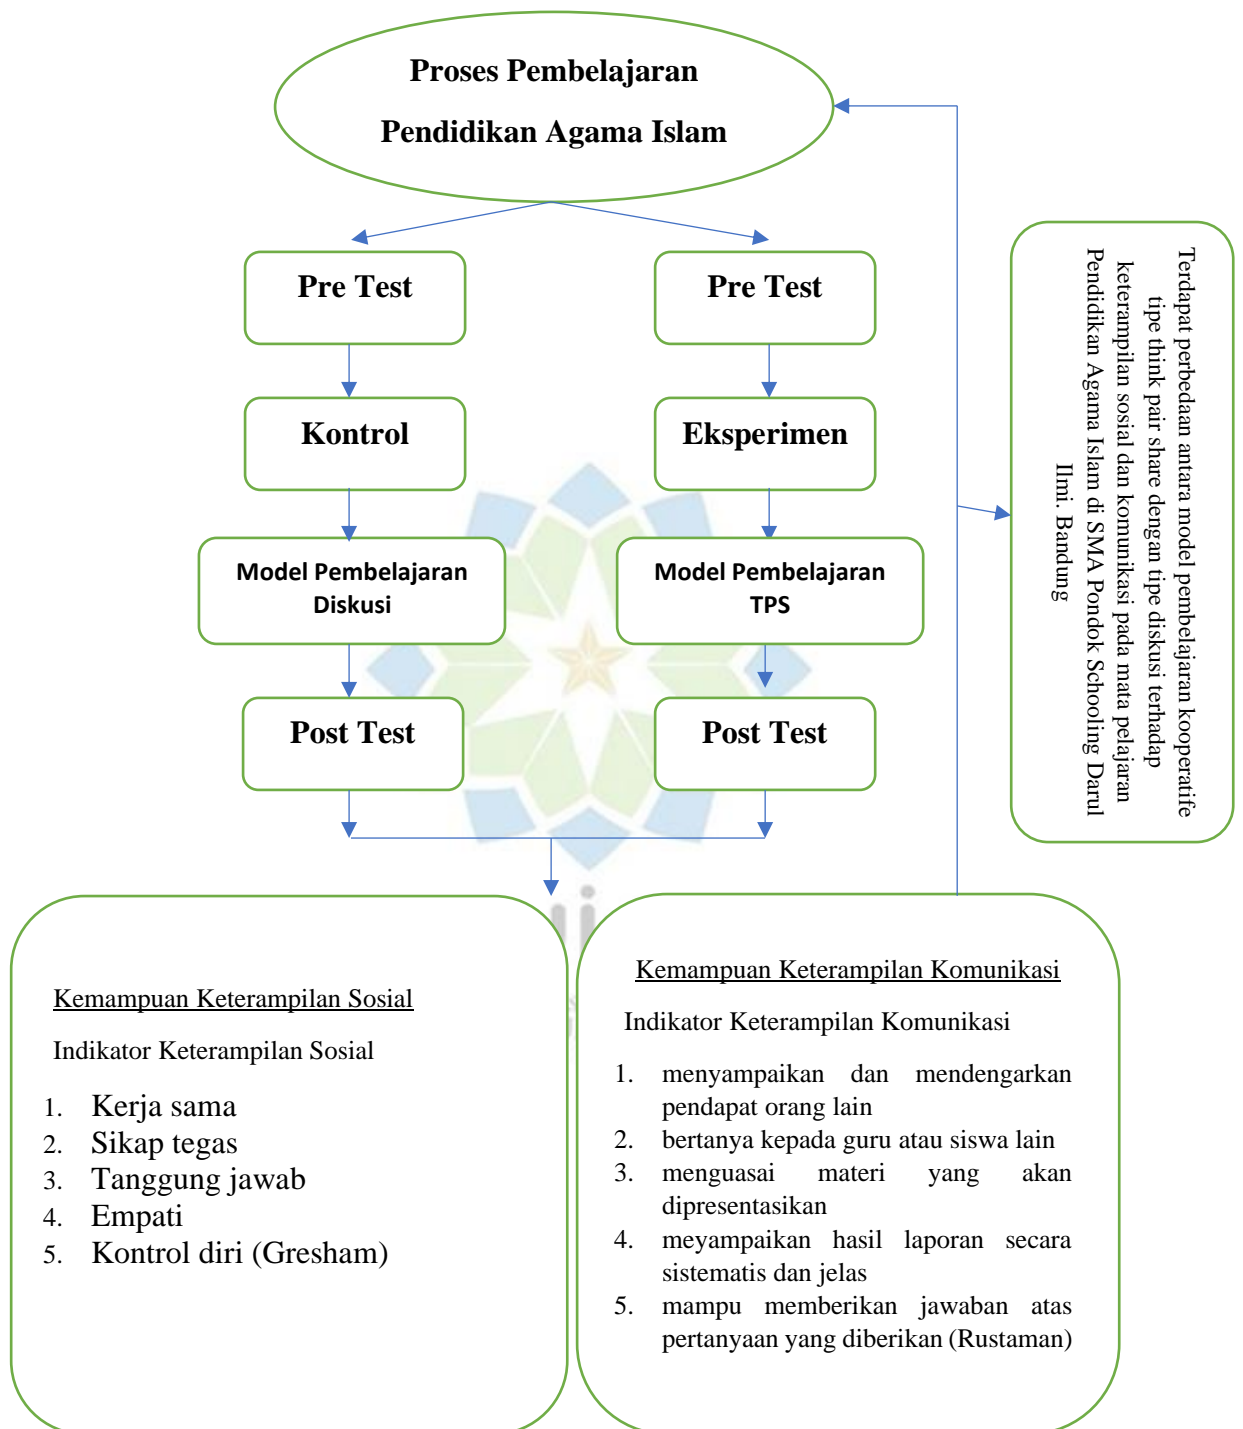 Proses Pembelajaran
Pendidikan Agama Islam
Pre Test
Pre Test
Kontrol
Eksperimen
Model Pembelajaran
Diskusi
Model Pembelajaran
TPS
Post Test
Post Test
Terdapat perbedaan antara model pembelajaran kooperatife
tipe think pair share dengan tipe diskusi terhadap
keterampilan sosial dan komunikasi pada mata pelajaran
Pendidikan Agama Islam di SMA Pondok Schooling Darul
Ilmi. Bandung
Kemampuan Keterampilan Sosial
Indikator Keterampilan Sosial
1. Kerja sama
2. Sikap tegas
3. Tanggung jawab
4. Empati
5. Kontrol diri (Gresham)
Kemampuan Keterampilan Komunikasi
Indikator Keterampilan Komunikasi
1. menyampaikan dan mendengarkan
pendapat orang lain
2. bertanya kepada guru atau siswa lain
3. menguasai materi yang akan
dipresentasikan
4. meyampaikan hasil laporan secara
sistematis dan jelas
5. mampu memberikan jawaban atas
pertanyaan yang diberikan (Rustaman)